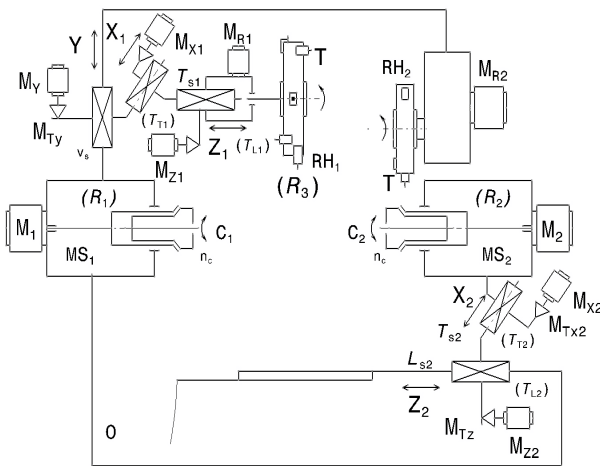 Y
X1
MX1
MR1
T
RH2
MR2
MY
Ts1
MTy
(TT1)
vs
Z1
(TL1)
MZ1
RH1
(R3)
T
(R1)
(R2)
M1
C1
C2
M2
MS1
nc
nc
MS2
X2
MX2
MTx2
Ts2
(TT2)
Ls2
Z2
(TL2)
O
MTz
MZ2